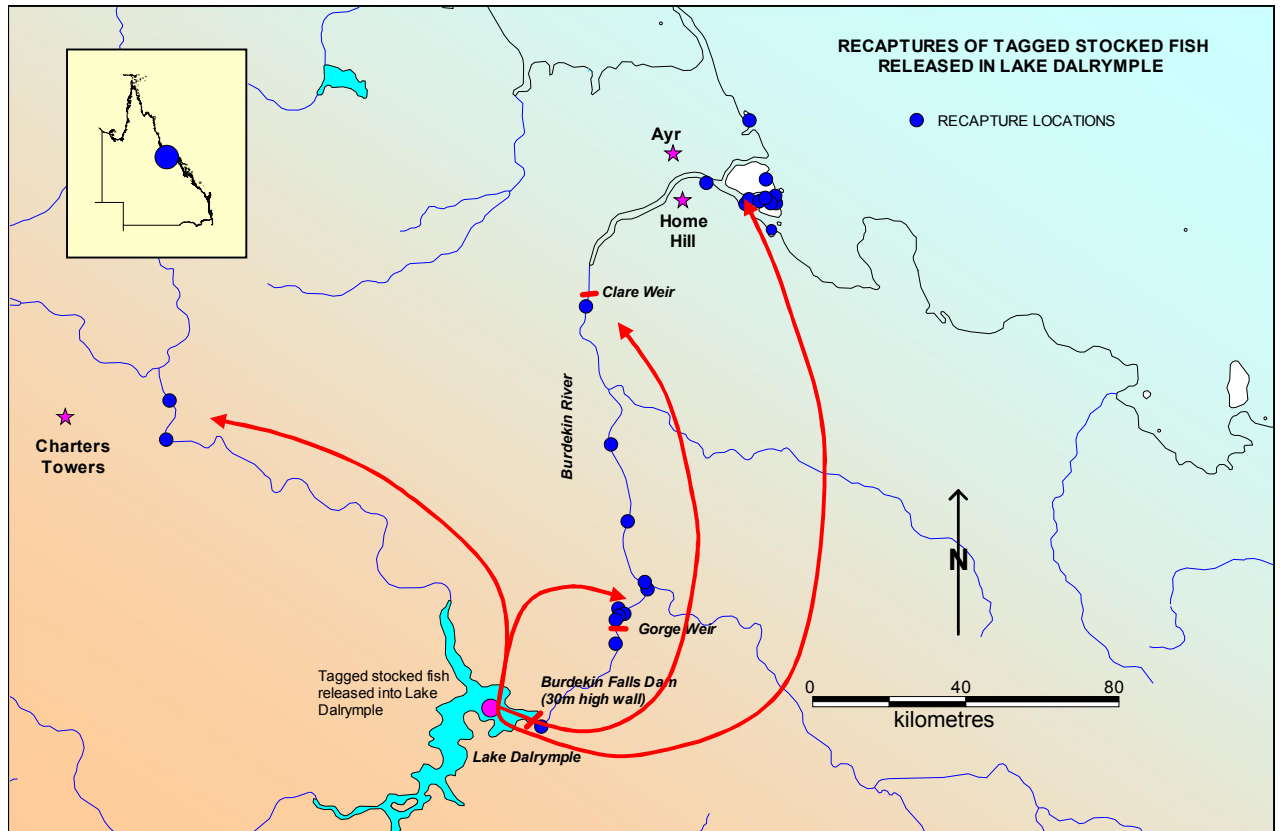 RECAPTURES OF TAGGED STOCKED FISH
RELEASED IN LAKE DALRYMPLE
RECAPTURE LOCATIONS
Ayr
Home
Hill
Clare Weir
Burdekin River
Charters
Towers
N
Gorge Weir
Tagged stocked fish
released into Lake
Dalrymple
Burdekin Falls Dam
(30m high wall)
Lake Dalrymple
0 40 80
kilometres